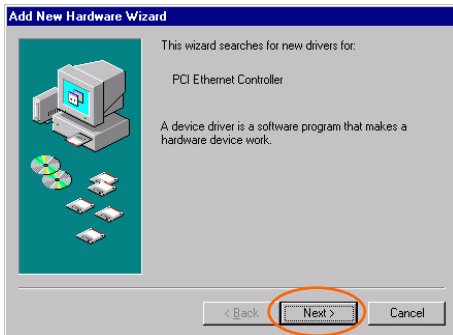 Add New Hardware Wizard
This wizard searches for new drivers for:
PCI Ethernet Controller
A device driver is a software program that makes a
hardware device work.
< Back
Next >
Cancel